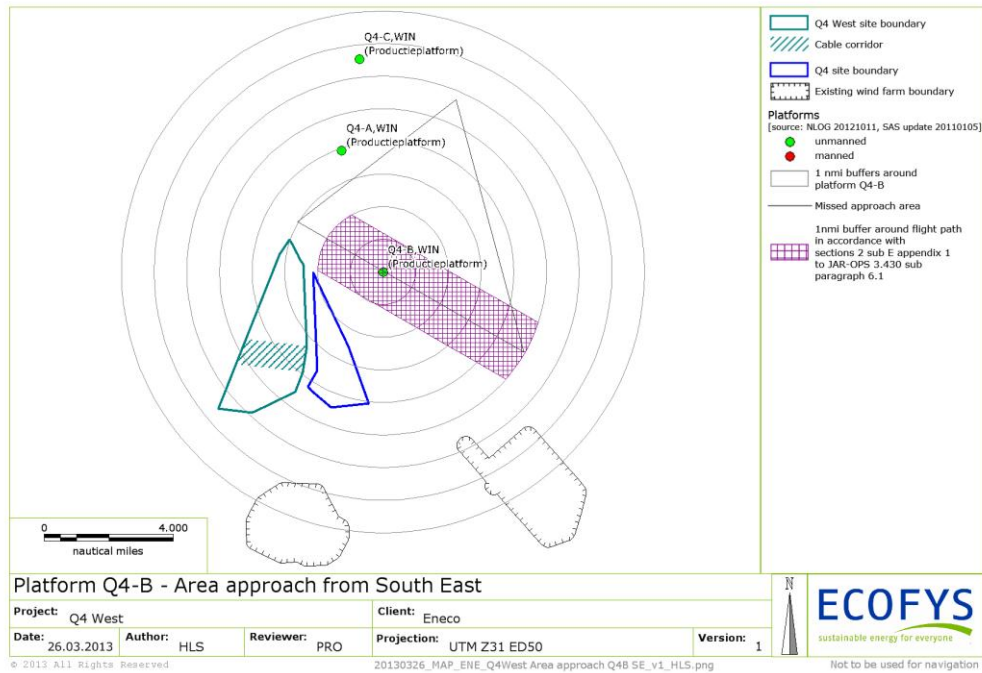 Q4-C,WIN
(Productieplatform)
Q4-A,WIN
(Productieplatform)
Q4-B,WIN
(Productieplatform)
Q4 West site boundary
Cable corridor
Q4 site boundary
Existing wind farm boundary
Platforms
[source: NLOG 20121011, SAS update 20110105]
unmanned
manned
1 nmi buffers around
platform Q4-B
Missed approach area
1nmi buffer around flight path
in accordance with
sections 2 sub E appendix 1
to JAR-OPS 3.430 sub
paragraph 6.1
0 4.000
nautical miles
Platform Q4-B - Area approach from South East
Project: Q4 West
Client: Eneco
Date: 26.03.2013
Author: HLS
Reviewer: PRO
Projection: UTM Z31 ED50
Version: 1
N
ECOFYS
sustainable energy for everyone
© 2013 All Rights Reserved
20130326_MAP_ENE_Q4West Area approach Q4B SE_v1_HLS.png
Not to be used for navigation